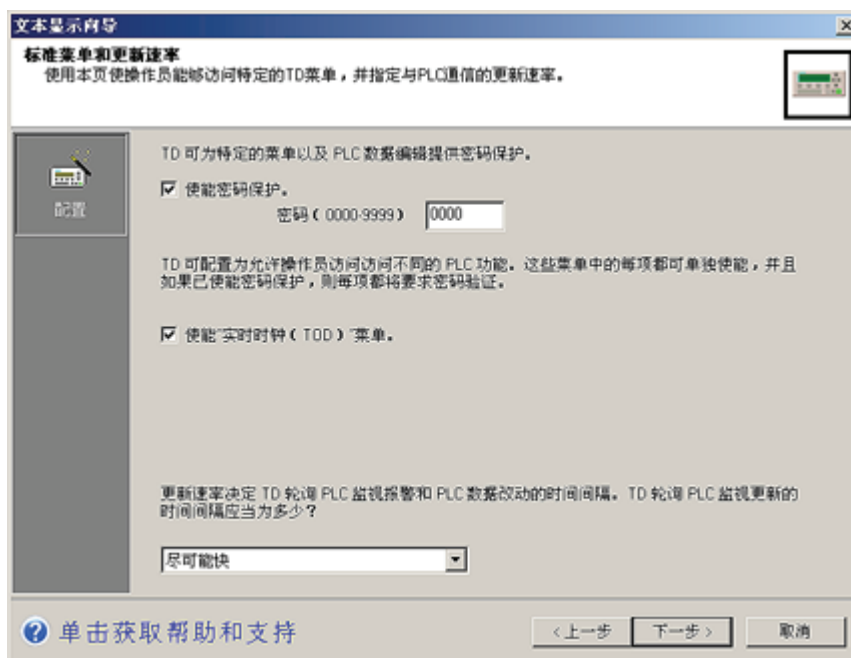 文本显示向导
标准菜单和更新速率
使用本页使操作员能够访问特定的TD菜单，并指定与PLC通信的更新速率。
配置
TD 可为特定的菜单以及 PLC 数据编辑提供密码保护。
使能密码保护。
密码（0000-9999） 0000
TD 可配置为允许操作员访问访问不同的 PLC 功能。这些菜单中的每项都可单独使能，并且
如果已使能密码保护，则每项都将要求密码验证。
使能"实时时钟（TOD）"菜单。
更新速率决定 TD 轮询 PLC 监视报警和 PLC 数据改动的时间间隔。TD 轮询 PLC 监视更新的
时间间隔应当为多少？
尽可能快
单击获取帮助和支持
<上一步 下一步> 取消